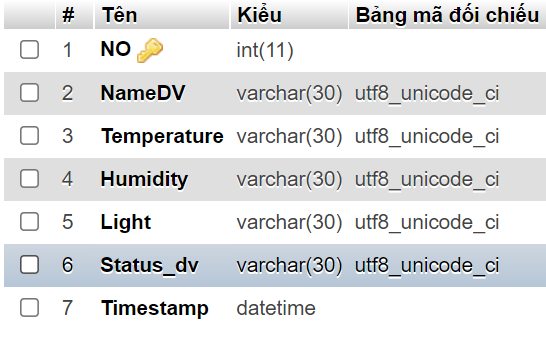 # Tên Kiểu Bảng mã đối chiếu
1 NO int(11)
2 NameDV varchar(30) utf8_unicode_ci
3 Temperature varchar(30) utf8_unicode_ci
4 Humidity varchar(30) utf8_unicode_ci
5 Light varchar(30) utf8_unicode_ci
6 Status_dv varchar(30) utf8_unicode_ci
7 Timestamp datetime